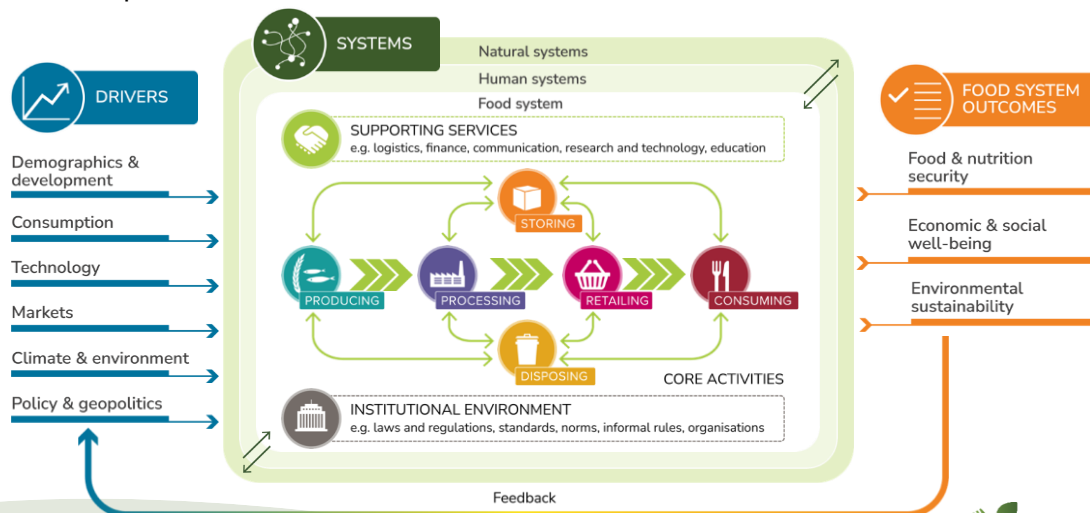 SYSTEMS
Natural systems
Human systems
Food system
DRIVERS
Demographics &
development
Consumption
Technology
Markets
Climate & environment
Policy & geopolitics
SUPPORTING SERVICES
e.g. logistics, finance, communication, research and technology, education
STORING
PRODUCING
PROCESSING
RETAILING
CONSUMING
DISPOSING
CORE ACTIVITIES
INSTITUTIONAL ENVIRONMENT
e.g. laws and regulations, standards, norms, informal rules, organisations
FOOD SYSTEM
OUTCOMES
Food & nutrition
security
Economic & social
well-being
Environmental
sustainability
Feedback